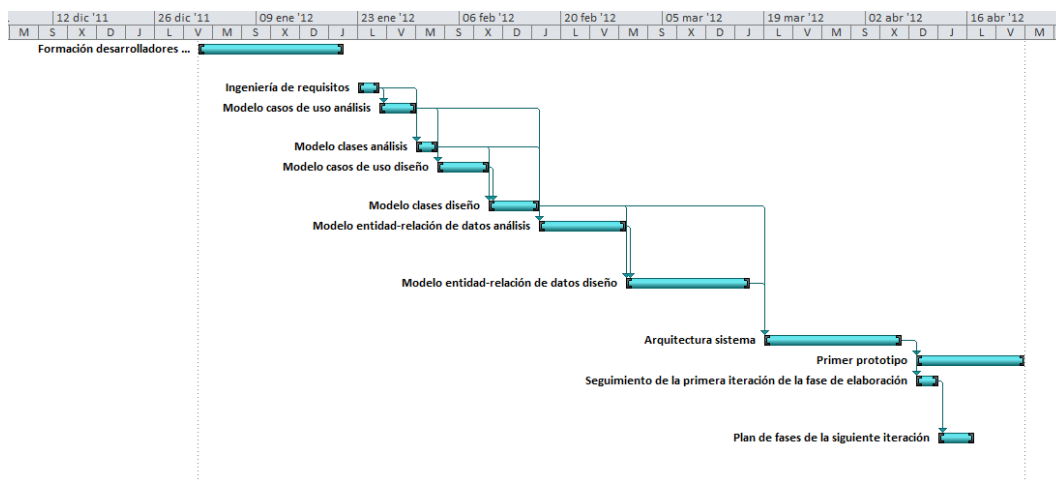 12 dic '11 26 dic '11 09 ene '12 23 ene '12 06 feb '12 20 feb '12 05 mar '12 19 mar '12 02 abr '12 16 abr '12
M S X D J L V M S X D J L V M S X D J L V M S X D J L V M
Formación desarrolladores ...
Ingeniería de requisitos
Modelo casos de uso análisis
Modelo clases análisis
Modelo casos de uso diseño
Modelo clases diseño
Modelo entidad-relación de datos análisis
Modelo entidad-relación de datos diseño
Arquitectura sistema
Primer prototipo
Seguimiento de la primera iteración de la fase de elaboración
Plan de fases de la siguiente iteración